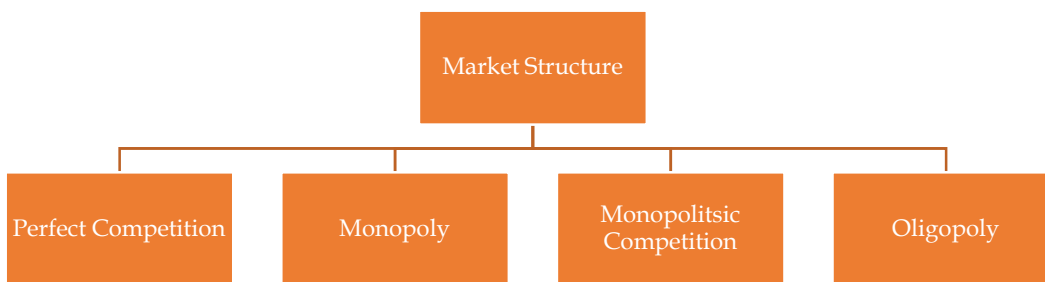 Market Structure
Perfect Competition
Monopoly
Monopolitsic
Competition
Oligopoly